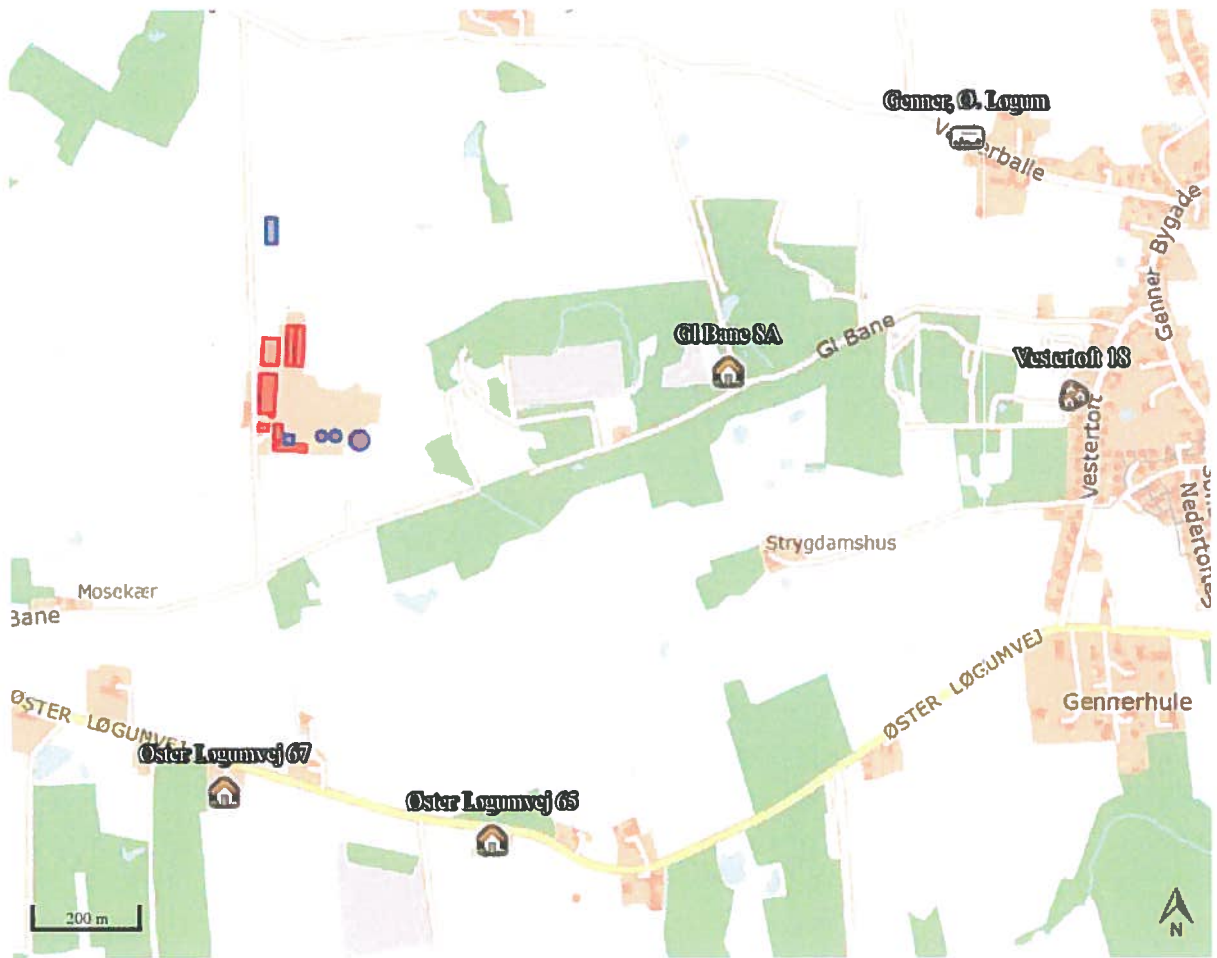 Genner, Ø. Løgum
Vesterballe
Genner Bygade
Gl Bane 8A
Gl Bane
Vestertoft 18
Vestertoft
Strygdamshus
Mosekær
Bane
ØSTER LØGUMVEJ
ØSTER LØGUMVEJ
Gennerhule
Øster Løgumvej 67
Øster Løgumvej 65
200 m
N